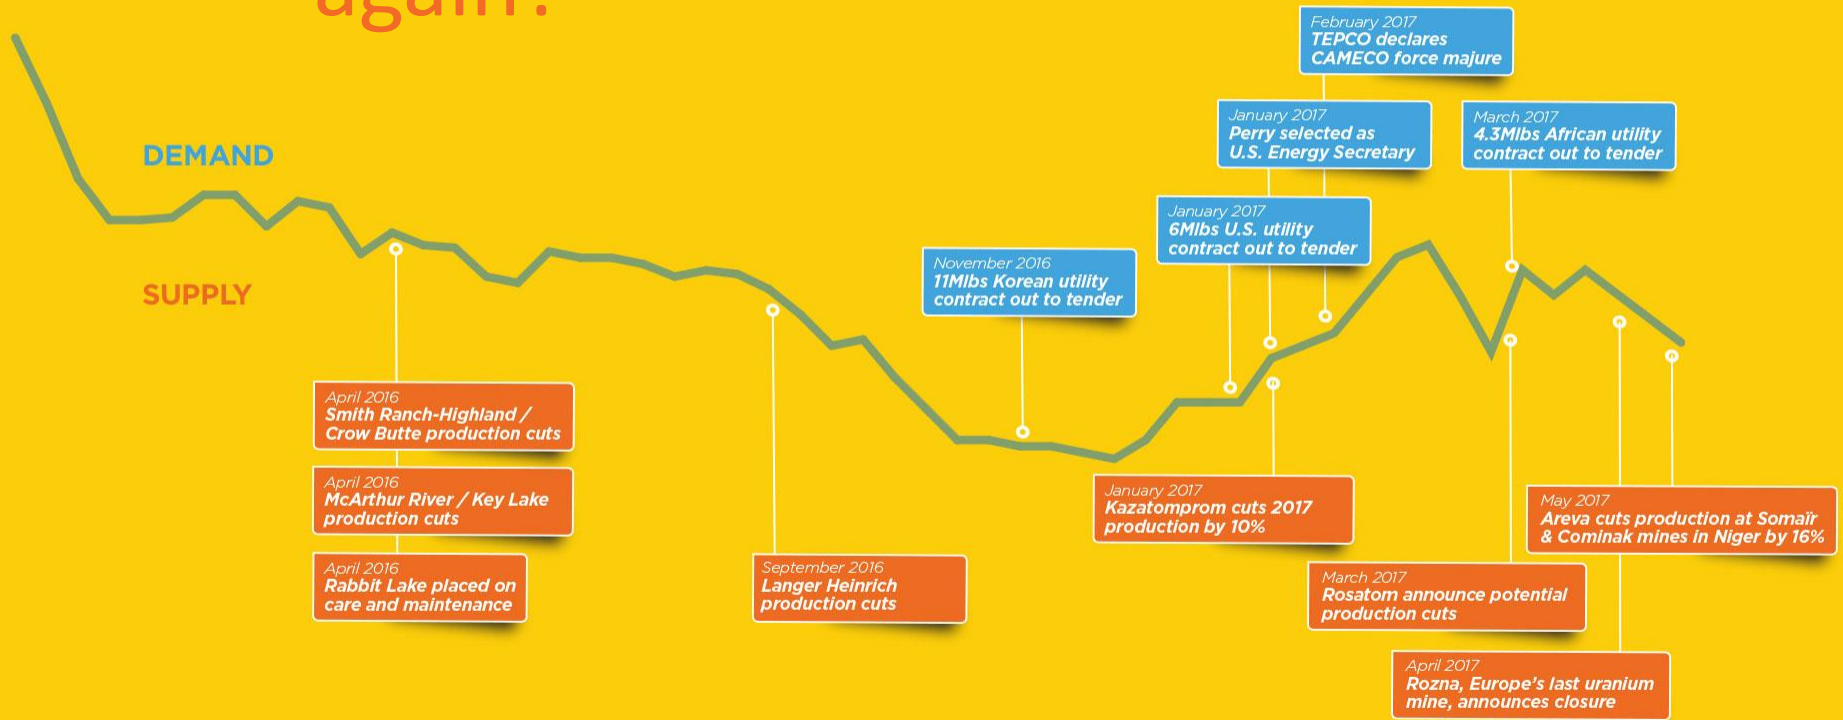 again?
DEMAND
SUPPLY
February 2017
TEPCO declares
CAMECO force majure
January 2017
Perry selected as
U.S. Energy Secretary
March 2017
4.3Mlbs African utility
contract out to tender
January 2017
6Mlbs U.S. utility
contract out to tender
November 2016
11Mlbs Korean utility
contract out to tender
April 2016
Smith Ranch-Highland /
Crow Butte production cuts
April 2016
McArthur River / Key Lake
production cuts
April 2016
Rabbit Lake placed on
care and maintenance
September 2016
Langer Heinrich
production cuts
January 2017
Kazatomprom cuts 2017
production by 10%
March 2017
Rosatom announce potential
production cuts
May 2017
Areva cuts production at Somaïr
& Cominak mines in Niger by 16%
April 2017
Rozna, Europe's last uranium
mine, announces closure